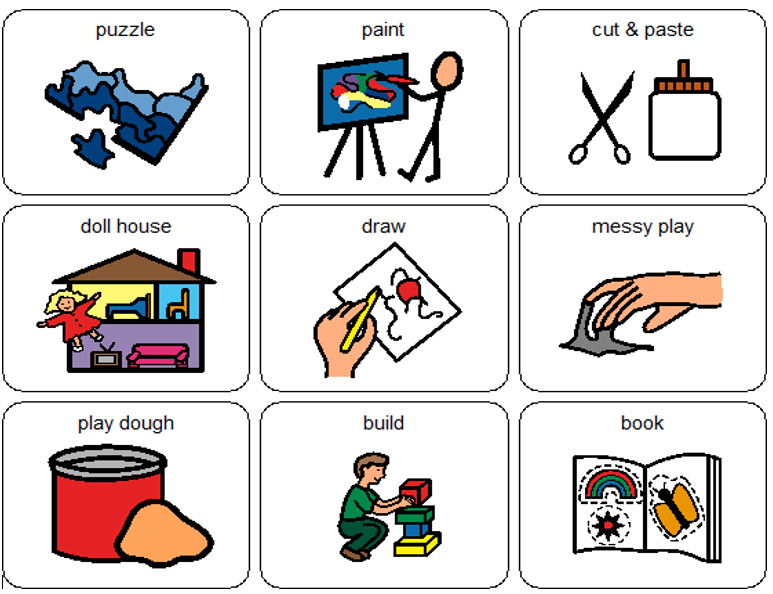 puzzle
paint
cut & paste
doll house
draw
messy play
play dough
build
book